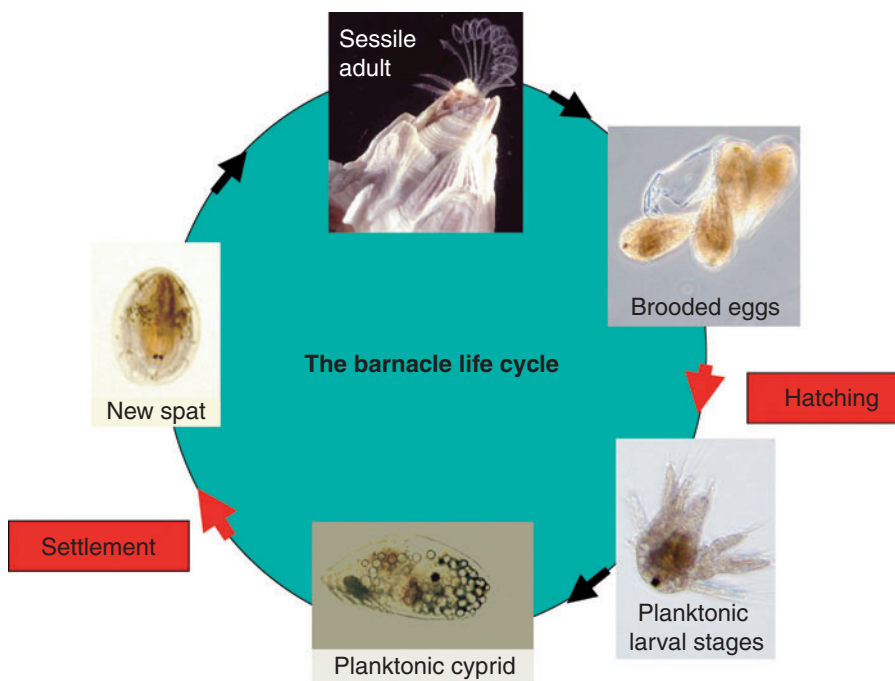 Sessile
adult
Brooded eggs
The barnacle life cycle
Hatching
New spat
Settlement
Planktonic
larval stages
Planktonic cyprid